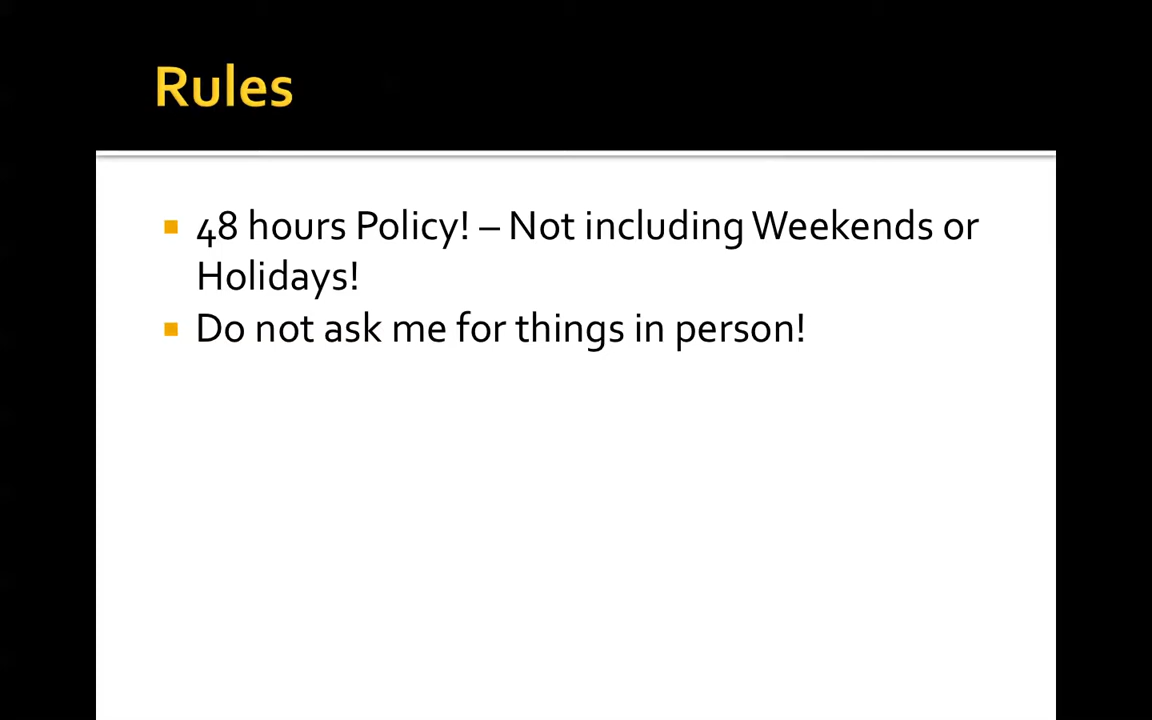 Rules
48 hours Policy! – Not including Weekends or
Holidays!
Do not ask me for things in person!